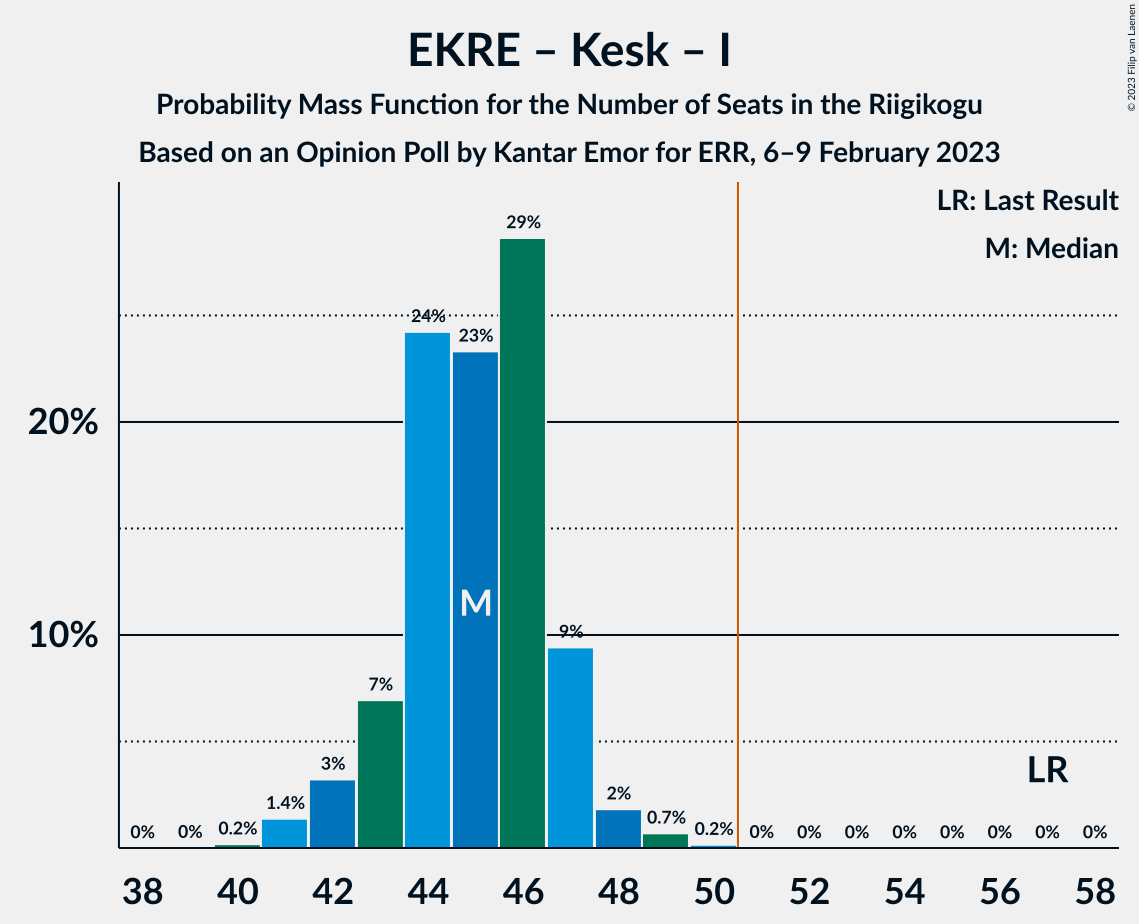 EKRE – Kesk – I
Probability Mass Function for the Number of Seats in the Riigikogu
Based on an Opinion Poll by Kantar Emor for ERR, 6–9 February 2023
© 2023 Filip van Laenen
LR: Last Result
M: Median
29%
24%
23%
20%
M
10%
9%
7%
LR
3%
1.4%
2%
0.7%
0% 0% 0.2% 0.2% 0% 0% 0% 0% 0% 0% 0% 0%
38 40 42 44 46 48 50 52 54 56 58